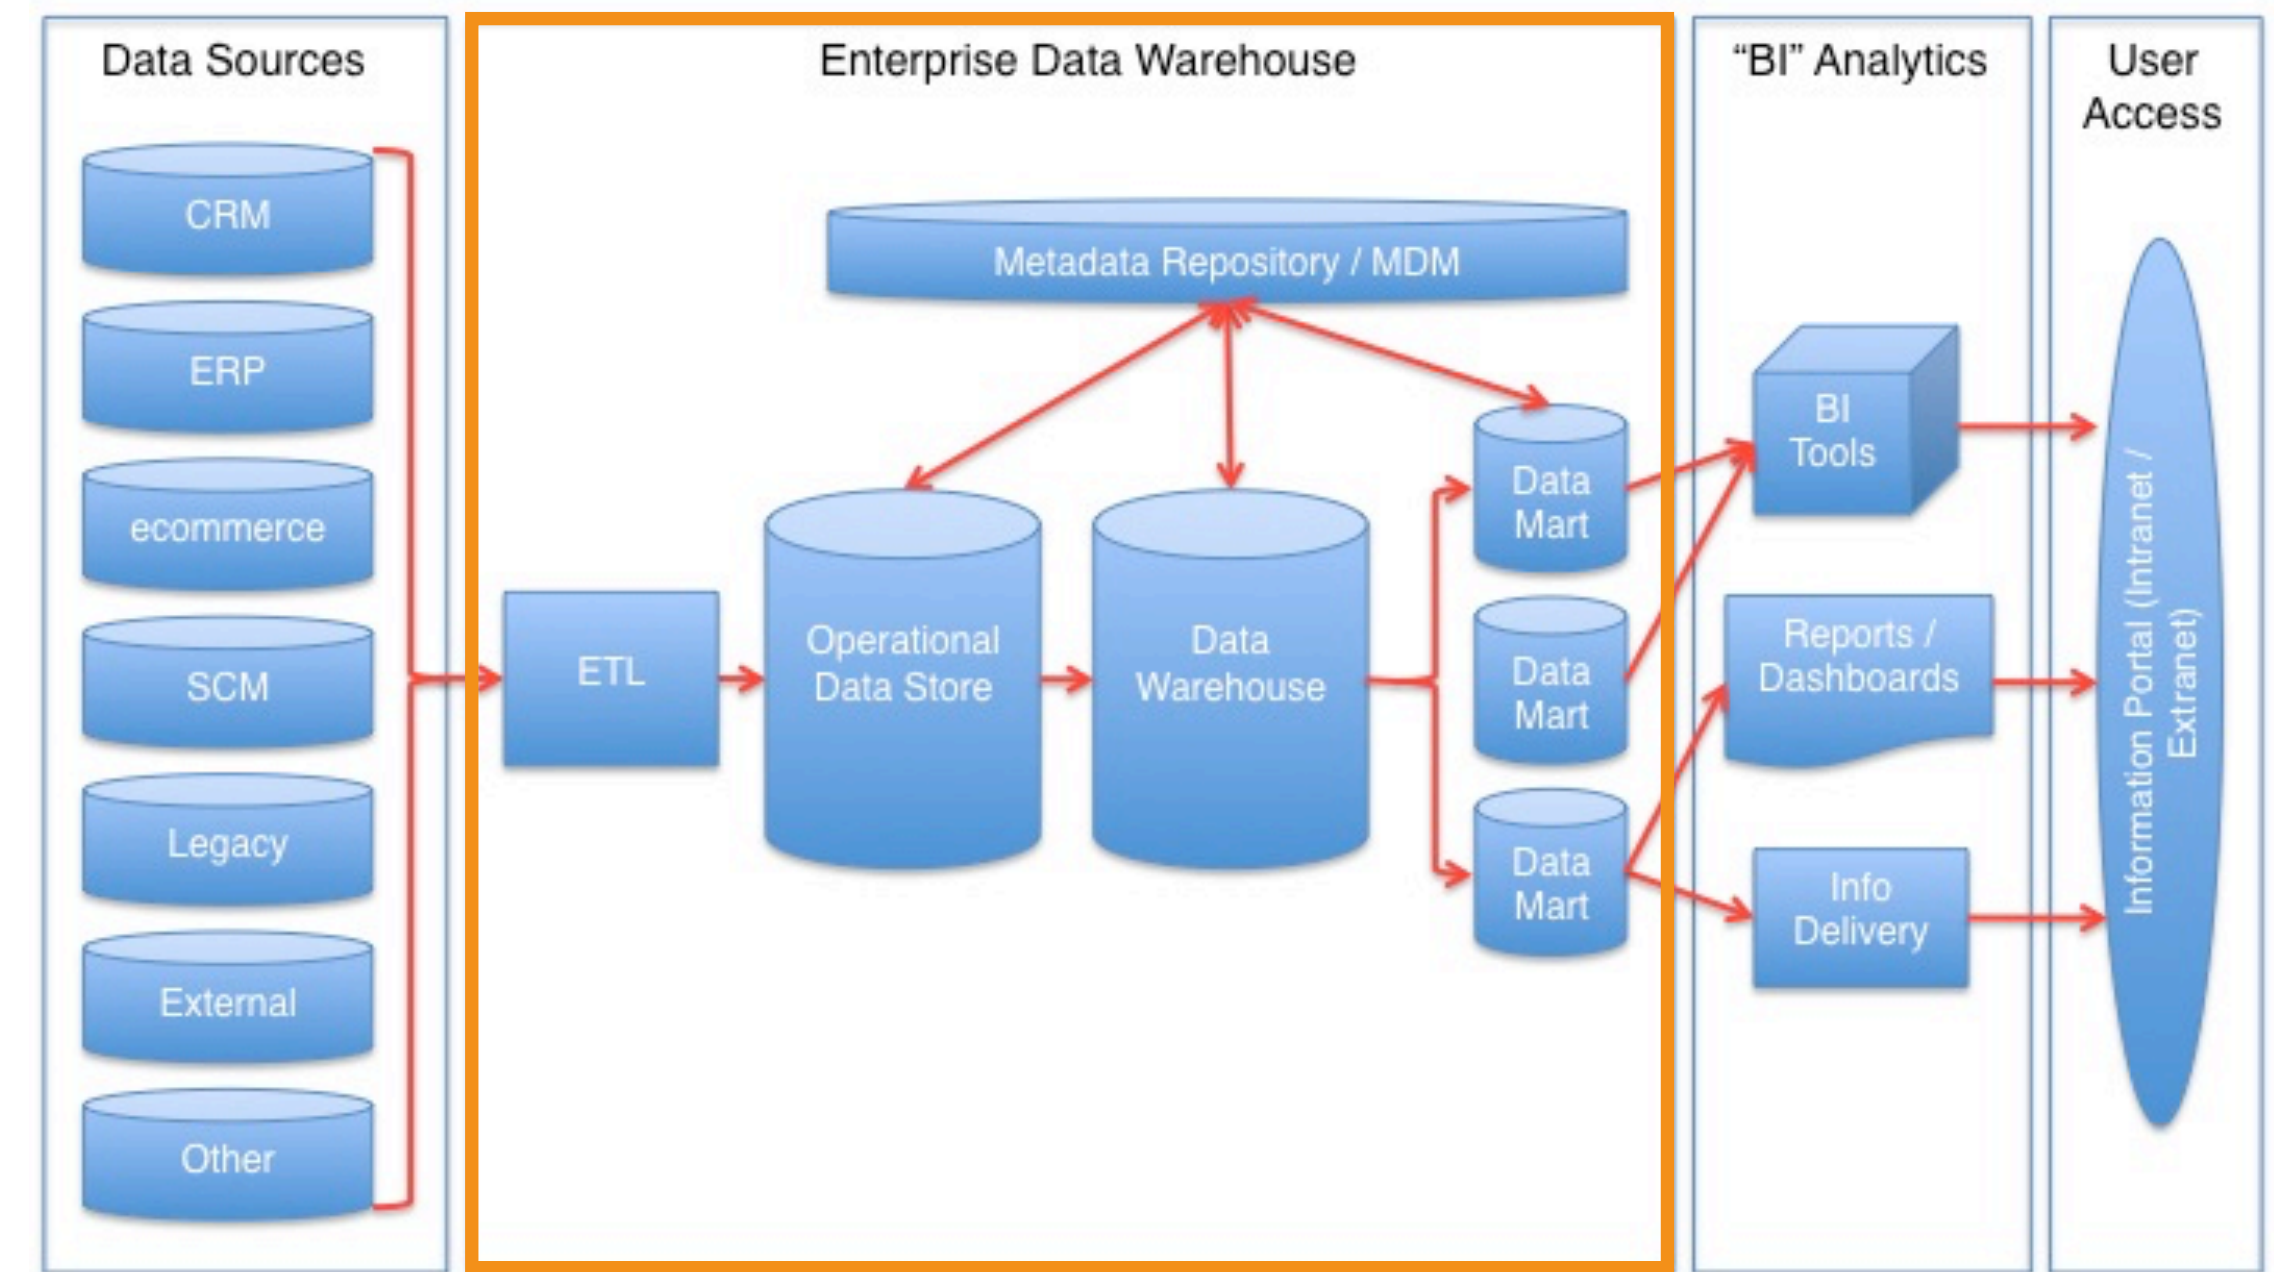 Data Sources
CRM
ERP
ecommerce
SCM
Legacy
External
Other
Enterprise Data Warehouse
Metadata Repository / MDM
ETL
Operational
Data Store
Data
Warehouse
Data
Mart
Data
Mart
Data
Mart
“BI” Analytics
BI
Tools
Reports /
Dashboards
Info
Delivery
User
Access
Information Portal (Intranet /
Extranet)